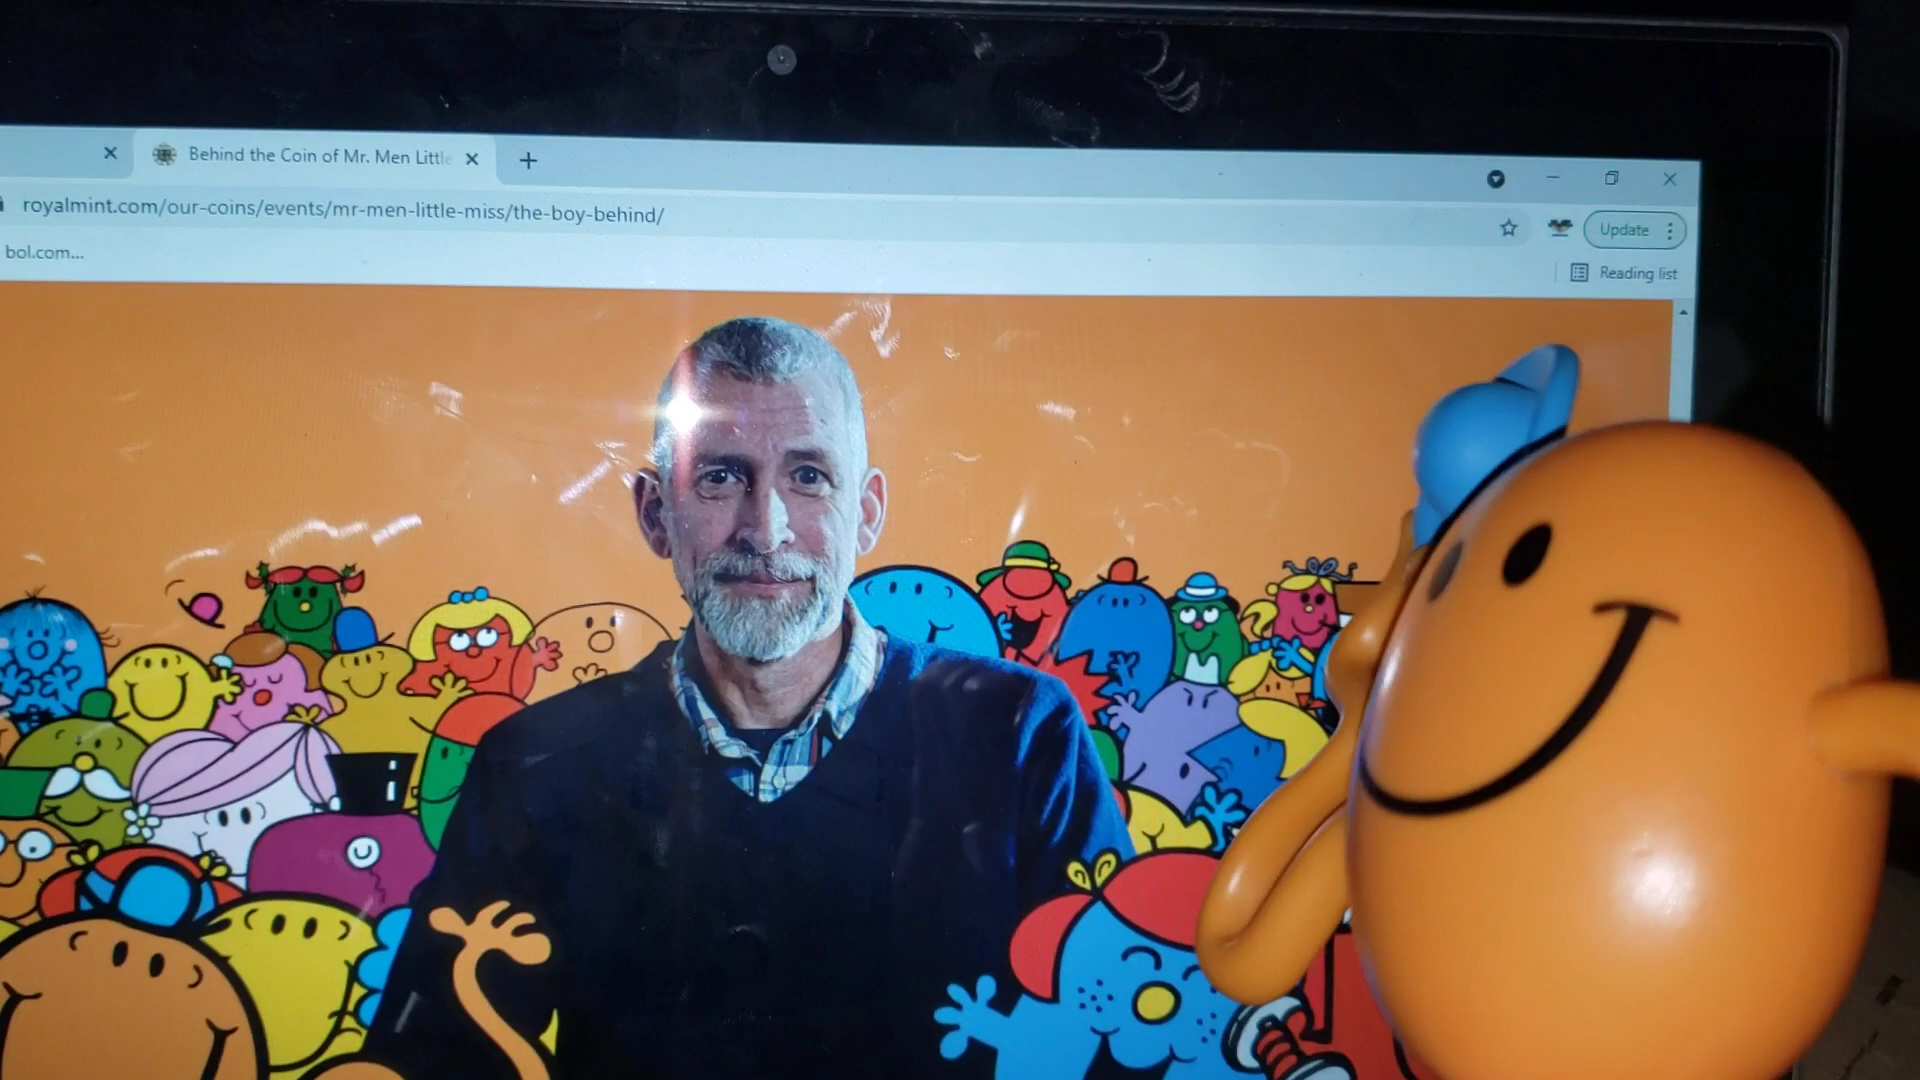 Behind the Coin of Mr. Men Little
royalmint.com/our-coins/events/mr-men-little-miss/the-boy-behind/
Update
bol.com...
Reading list
i